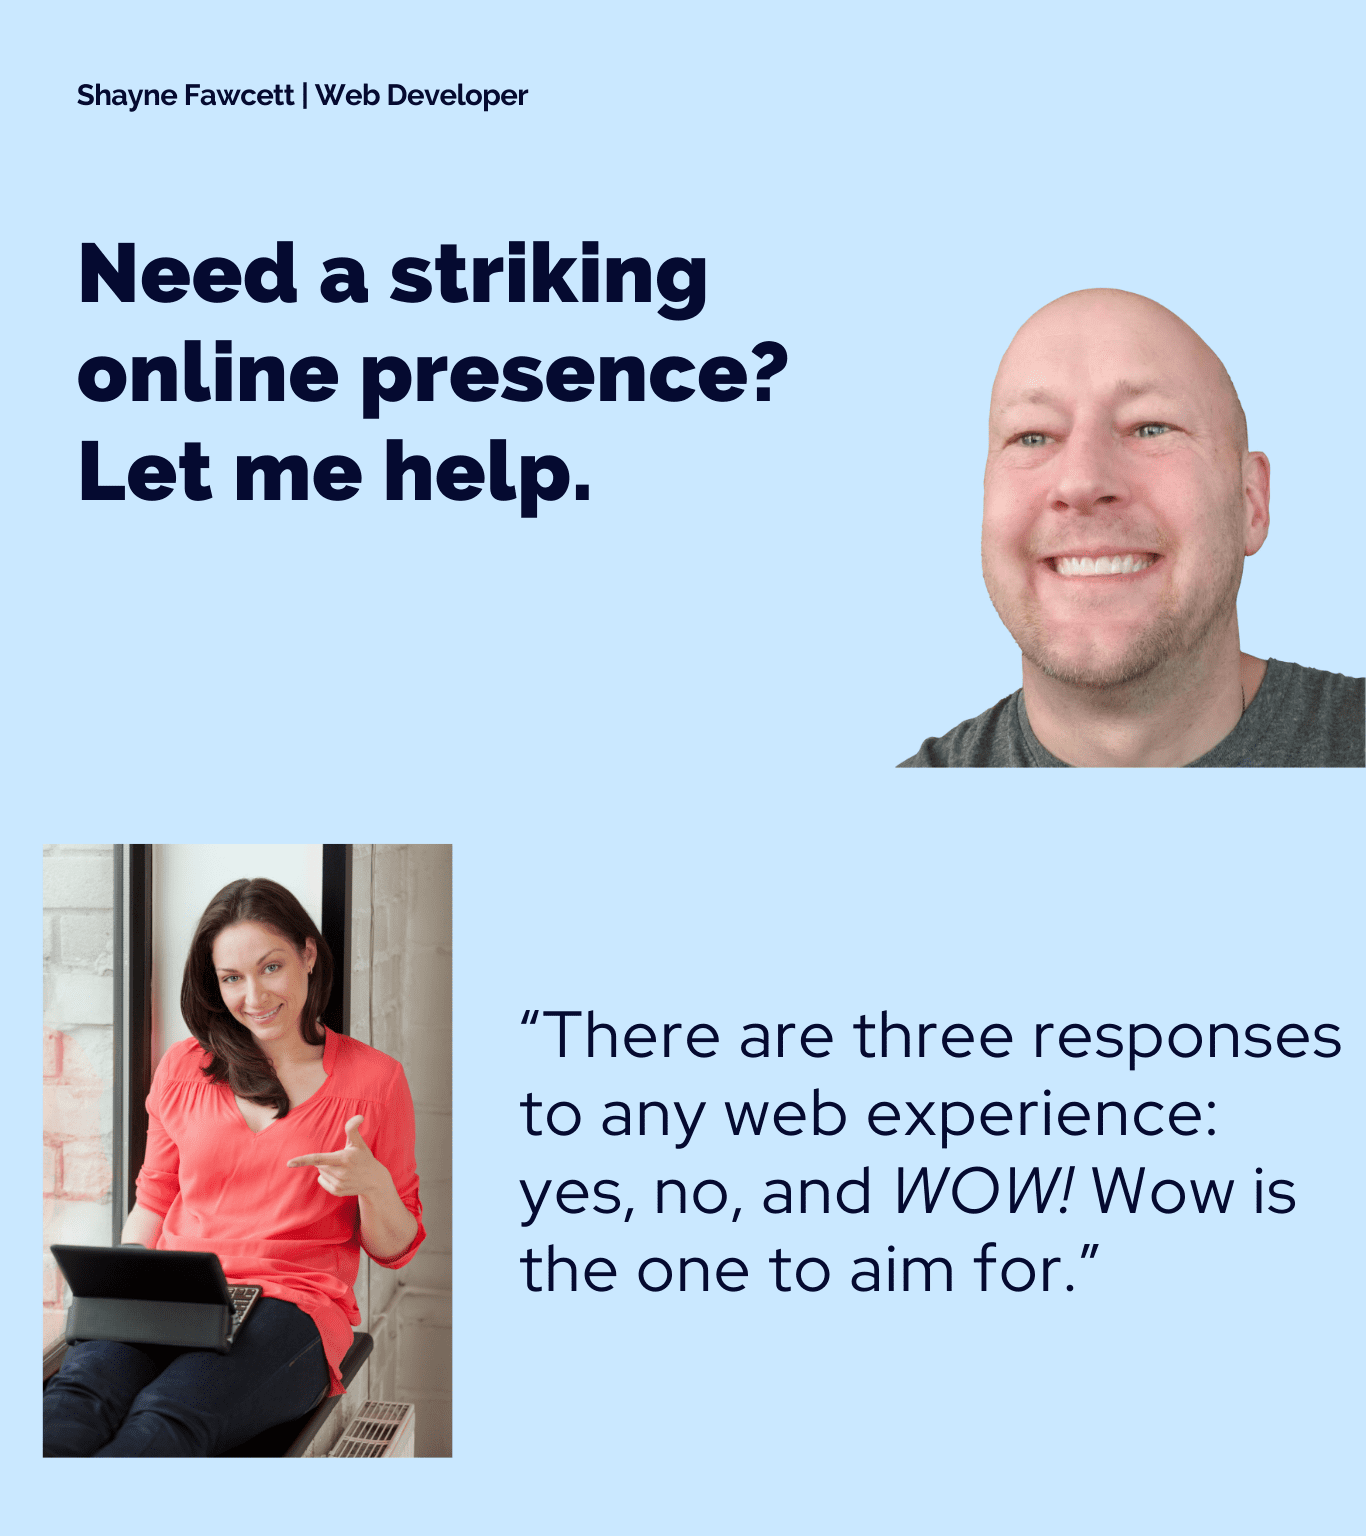 Shayne Fawcett | Web Developer
Need a striking
online presence?
Let me help.
“There are three responses
to any web experience:
yes, no, and WOW! Wow is
the one to aim for.”